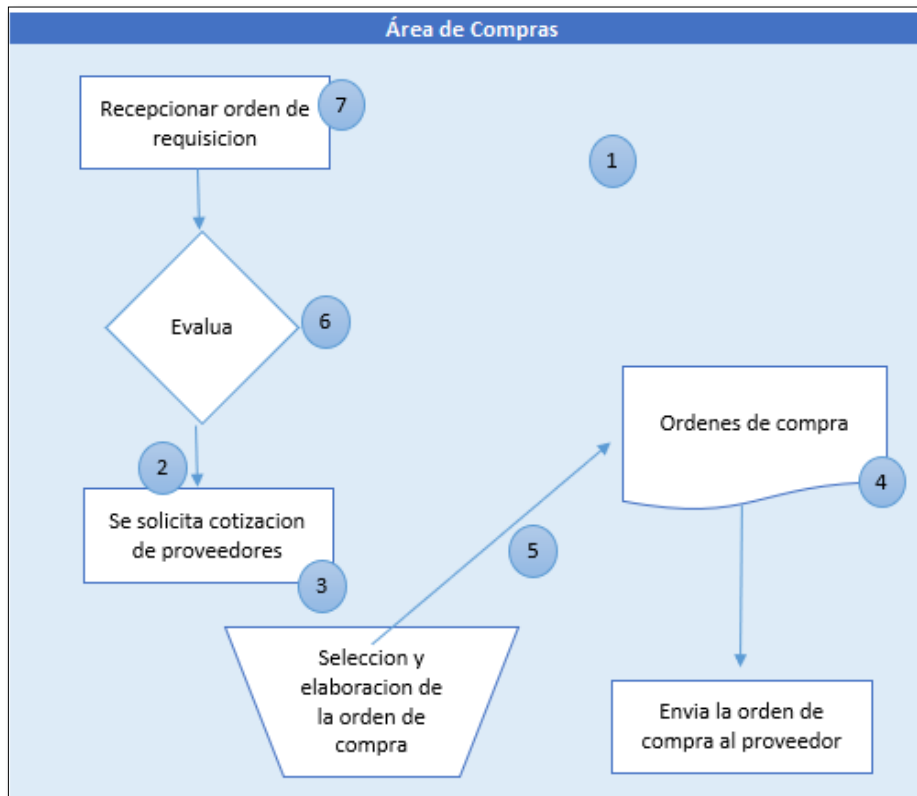 Área de Compras
Recepcionar orden de
requisicion
7
1
Evalua
6
2
Se solicita cotizacion
de proveedores
3
Ordenes de compra
4
5
Seleccion y
elaboracion de
la orden de
compra
Envia la orden de
compra al proveedor